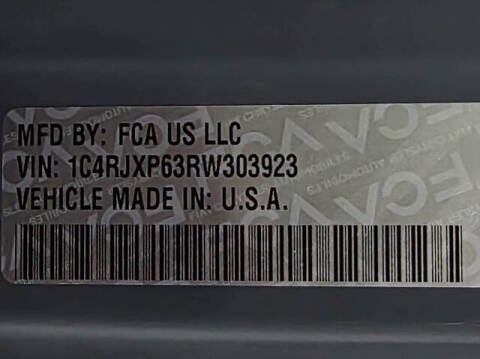 MFD BY: FCA US LLC
VIN: 1C4RJXP63RW303923
VEHICLE MADE IN: U.S.A.